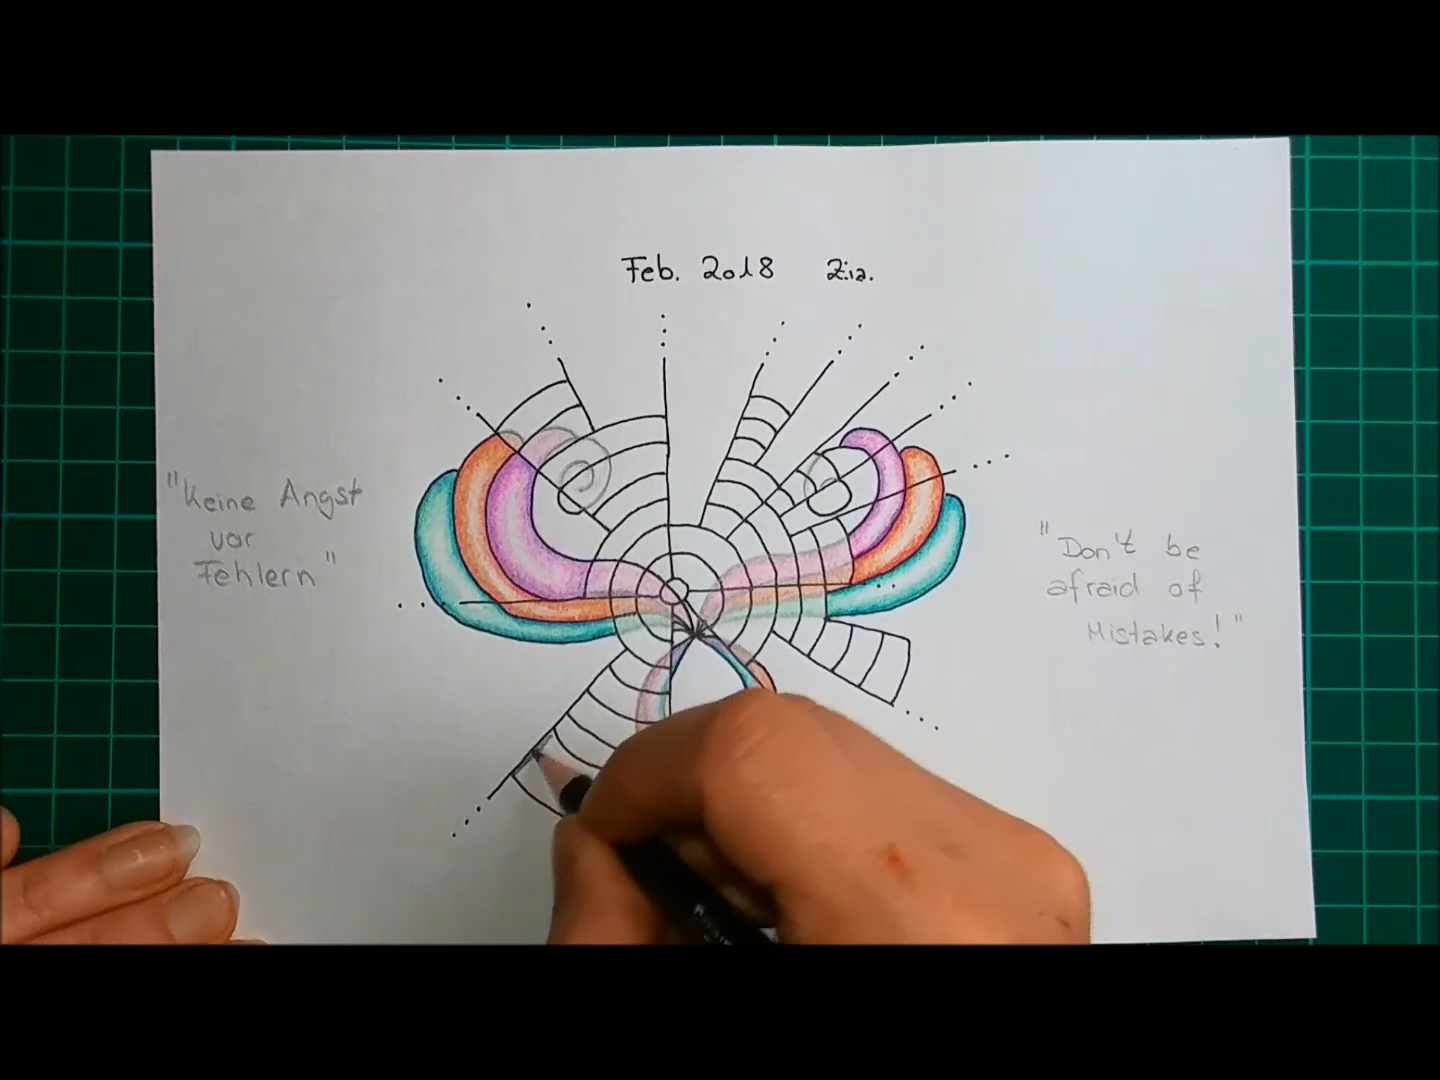 Feb. 2018 Zia.
"Keine Angst
vor
Fehlern"
"Don't be
afraid of
Mistakes!"